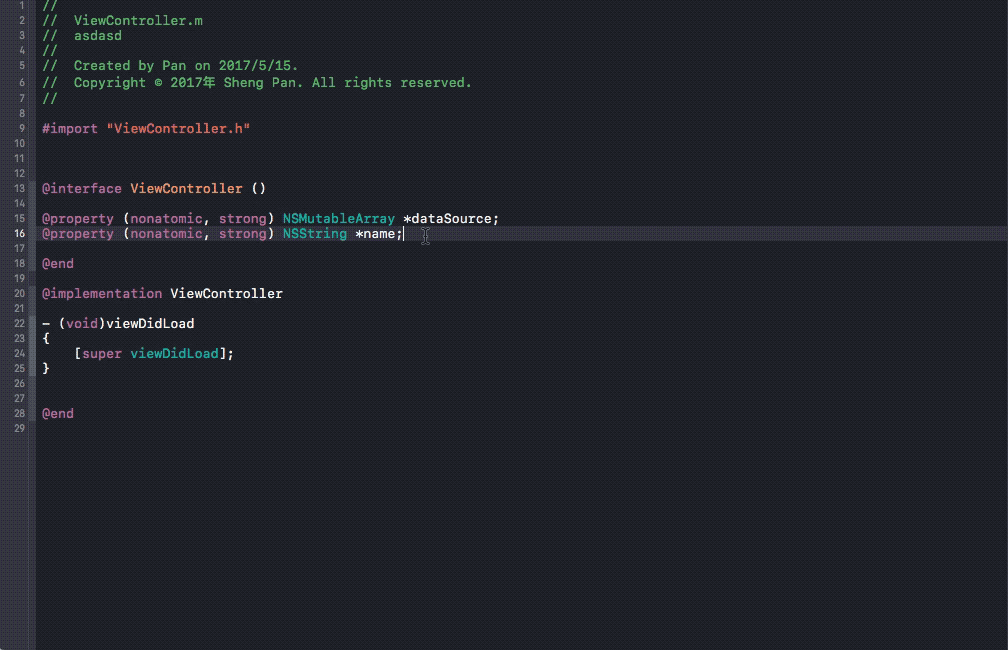 1 //
2 //  ViewController.m
3 //  asdasd
4 //
5 //  Created by Pan on 2017/5/15.
6 //  Copyright © 2017年 Sheng Pan. All rights reserved.
7 //
8
9 #import "ViewController.h"
10
11
12
13 @interface ViewController ()
14
15 @property (nonatomic, strong) NSMutableArray *dataSource;
16 @property (nonatomic, strong) NSString *name;
17
18 @end
19
20 @implementation ViewController
21
22 - (void)viewDidLoad
23 {
24     [super viewDidLoad];
25 }
26
27
28 @end
29